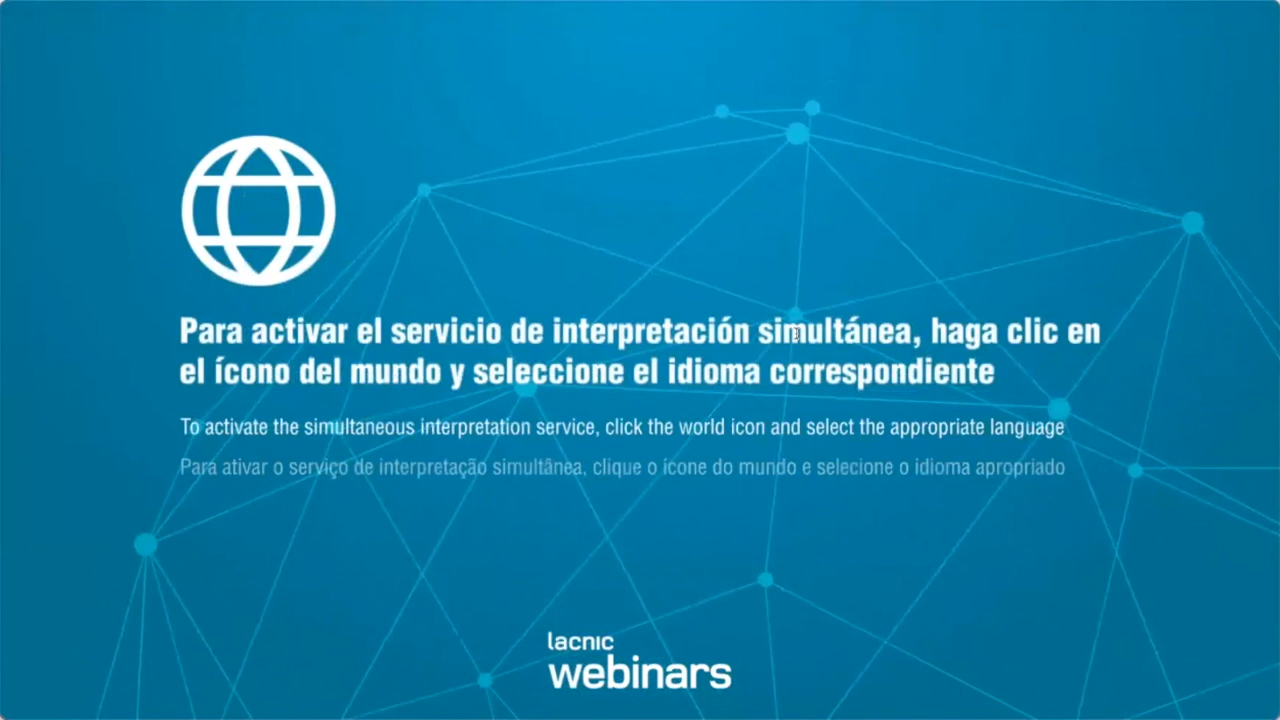 Para activar el servicio de interpretación simultánea, haga clic en
el ícono del mundo y seleccione el idioma correspondiente
To activate the simultaneous interpretation service, click the world icon and select the appropriate language
Para ativar o serviço de interpretação simultânea, clique o ícone do mundo e selecione o idioma apropriado
lacnic
webinars